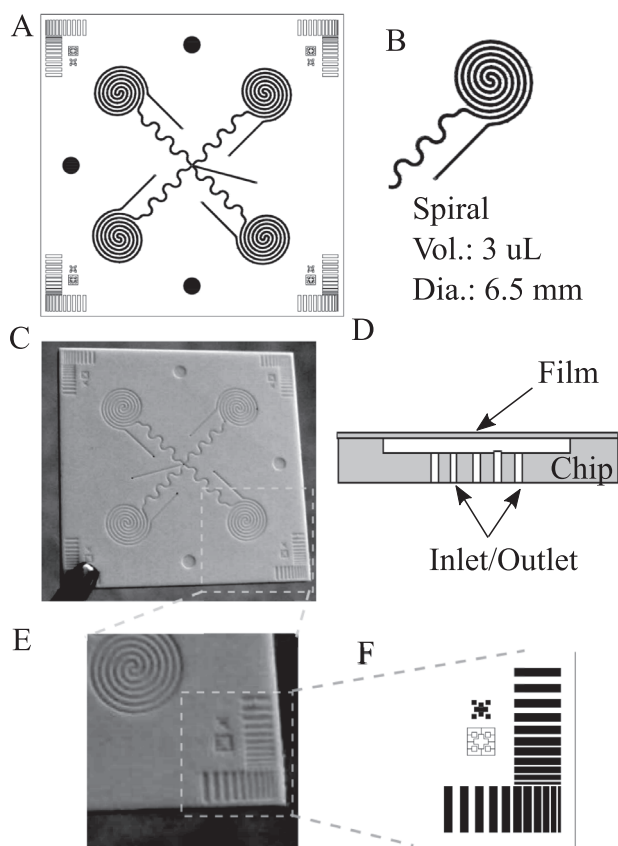 A
B
Spiral
Vol.: 3 uL
Dia.: 6.5 mm
C
D
Film
Chip
Inlet/Outlet
E
F